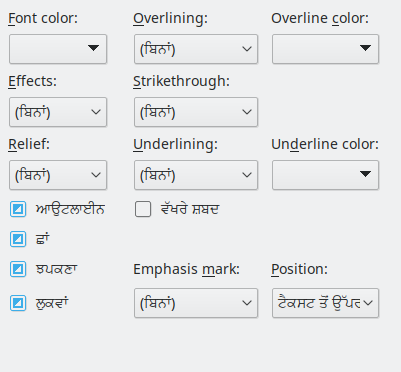 Font color: Overlining: Overline color:
(ਬਿਨਾਂ)
Effects: Strikethrough:
(ਬਿਨਾਂ) (ਬਿਨਾਂ)
Relief: Underlining: Underline color:
(ਬਿਨਾਂ) (ਬਿਨਾਂ)
ਆਉਟਲਾਈਨ ਵੱਖਰੇ ਸ਼ਬਦ
ਛਾਂ
ਝਪਕਣਾ Emphasis mark: Position:
ਲੁਕਵਾਂ (ਬਿਨਾਂ) ਟੈਕਸਟ ਤੋਂ ਉੱਪਰ